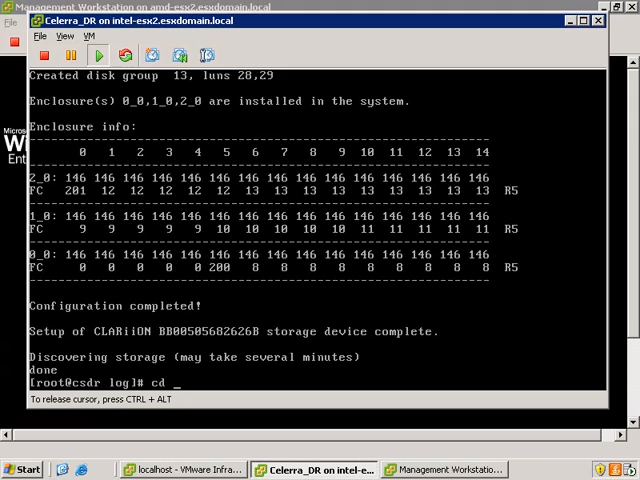 Management Workstation on amd-esx2.esxdomain.local
File
Celerra_DR on intel-esx2.esxdomain.local
File View VM
Created disk group  13, luns 28,29
Enclosure(s) 0_0,1_0,2_0 are installed in the system.
Enclosure info:
0 1 2 3 4 5 6 7 8 9 10 11 12 13 14
2_0: 146 146 146 146 146 146 146 146 146 146 146 146 146 146 146
FC 201 12 12 12 12 12 13 13 13 13 13 13 13 13 13 R5
1_0: 146 146 146 146 146 146 146 146 146 146 146 146 146 146 146
FC 9 9 9 9 9 10 10 10 10 10 11 11 11 11 11 R5
0_0: 146 146 146 146 146 146 146 146 146 146 146 146 146 146 146
FC 0 0 0 0 0 200 8 8 8 8 8 8 8 8 8 R5
Configuration completed!
Setup of CLARiiON BB00505682626B storage device complete.
Discovering storage (may take several minutes)
done
[root@csdr log]# cd _
To release cursor, press CTRL + ALT
Micros
Wi
Ente
Start
localhost - VMware Infra...
Celerra_DR on intel-e...
Management Workstatio...